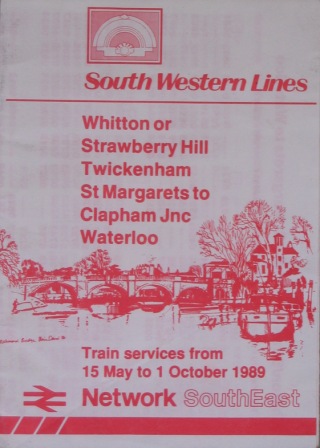 South Western Lines
Whitton or
Strawberry Hill
Twickenham
St Margarets to
Clapham Jnc
Waterloo
Train services from
15 May to 1 October 1989
Network SouthEast